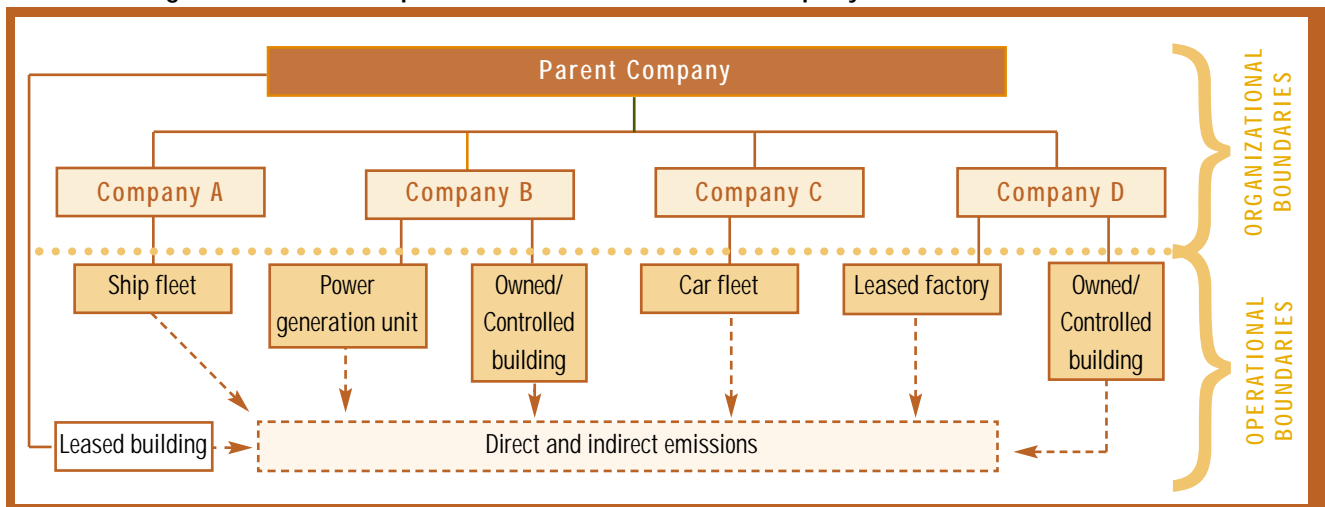 Parent Company
ORGANIZATIONAL
BOUNDARIES
Company A
Company B
Company C
Company D
Ship fleet
Power
generation unit
Owned/
Controlled
building
Car fleet
Leased factory
Owned/
Controlled
building
OPERATIONAL
BOUNDARIES
Leased building
Direct and indirect emissions